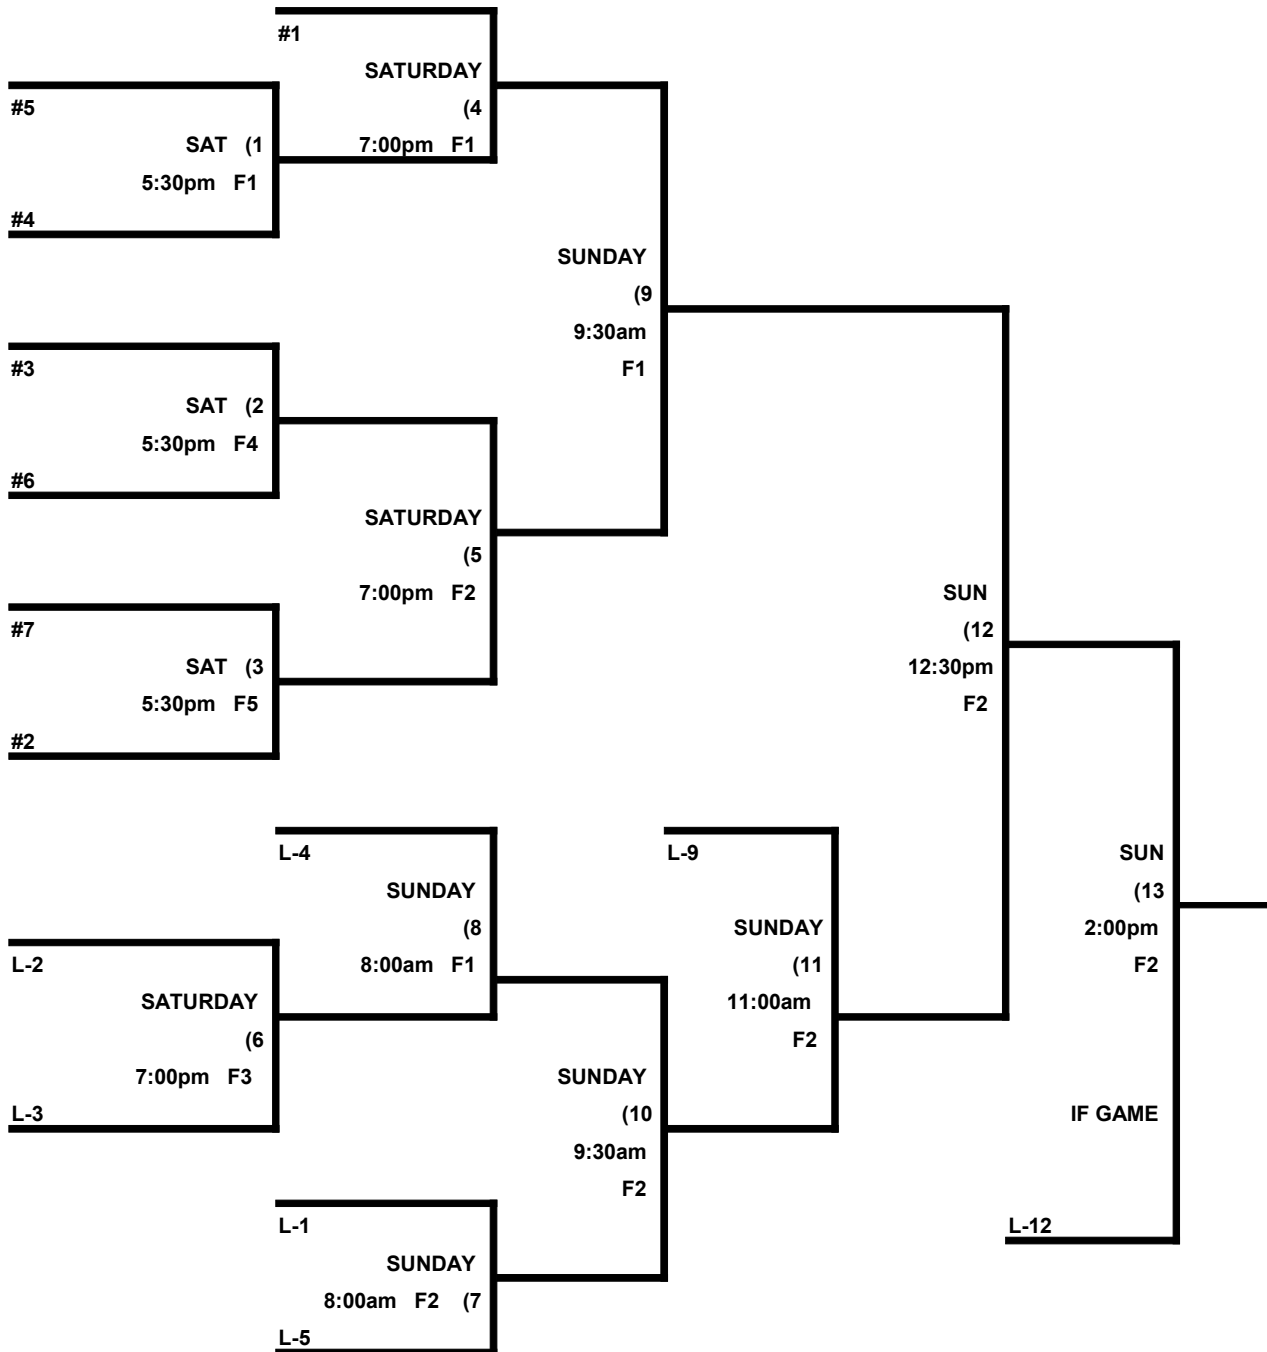 #1
SATURDAY
(4
7:00pm F1
#5
SAT (1
5:30pm F1
#4
SUNDAY
(9
9:30am
F1
#3
SAT (2
5:30pm F4
#6
SATURDAY
(5
7:00pm F2
#7
SAT (3
5:30pm F5
#2
SUN
(12
12:30pm
F2
L-4
SUNDAY
(8
8:00am F1
L-2
SATURDAY
(6
7:00pm F3
L-3
L-9
SUNDAY
(11
11:00am
F2
SUNDAY
(10
9:30am
F2
L-1
SUNDAY
8:00am F2 (7
L-5
SUN
(13
2:00pm
F2
IF GAME
L-12